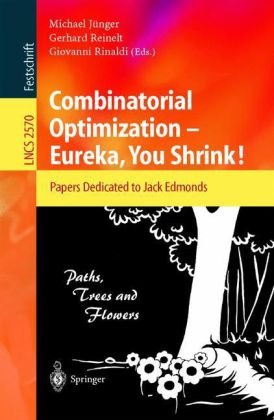 Michael Jünger
Gerhard Reinelt
Giovanni Rinaldi (Eds.)
Festschrift
LNCS 2570
Combinatorial
Optimization –
Eureka, You Shrink!
Papers Dedicated to Jack Edmonds
Paths,
Trees and
Flowers
Springer